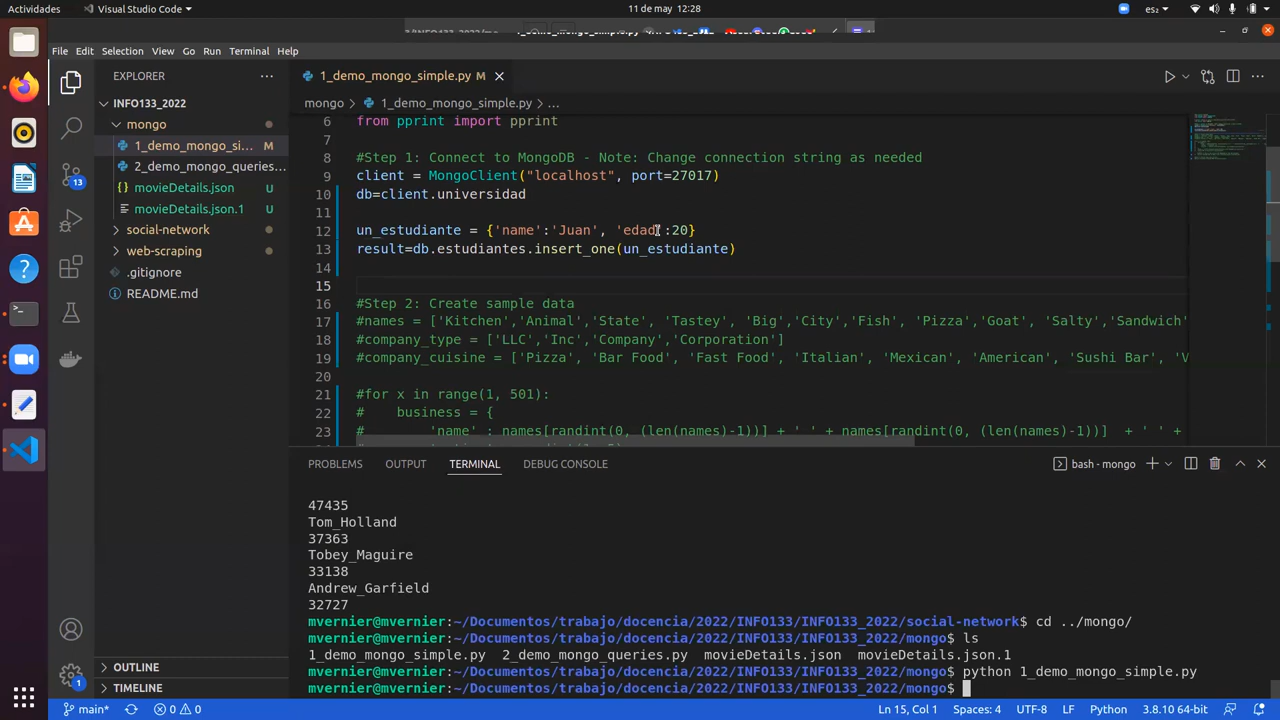 Actividades
Visual Studio Code
11 de may 12:28
es₂
1_demo_mongo_simple.py
File Edit Selection View Go Run Terminal Help
EXPLORER
INFO133_2022
mongo
1_demo_mongo_si... M
2_demo_mongo_queries...
movieDetails.json U
movieDetails.json.1 U
social-network
web-scraping
.gitignore
README.md
OUTLINE
TIMELINE
13
1
1_demo_mongo_simple.py M
mongo > 1_demo_mongo_simple.py > ...
6 from pprint import pprint
7
8 #Step 1: Connect to MongoDB - Note: Change connection string as needed
9 client = MongoClient("localhost", port=27017)
10 db=client.universidad
11
12 un_estudiante = {'name':'Juan', 'edad':20}
13 result=db.estudiantes.insert_one(un_estudiante)
14
15
16 #Step 2: Create sample data
17 #names = ['Kitchen','Animal','State', 'Tastey', 'Big','City','Fish', 'Pizza','Goat', 'Salty','Sandwich'
18 #company_type = ['LLC','Inc','Company','Corporation']
19 #company_cuisine = ['Pizza', 'Bar Food', 'Fast Food', 'Italian', 'Mexican', 'American', 'Sushi Bar', 'V
20
21 #for x in range(1, 501):
22 # business = {
23 # 'name' : names[randint(0, (len(names)-1))] + ' ' + names[randint(0, (len(names)-1))] + ' ' +
PROBLEMS OUTPUT TERMINAL DEBUG CONSOLE
bash - mongo
47435
Tom_Holland
37363
Tobey_Maguire
33138
Andrew_Garfield
32727
mvernier@mvernier:~/Documentos/trabajo/docencia/2022/INFO133/INFO133_2022/social-network$ cd ../mongo/
mvernier@mvernier:~/Documentos/trabajo/docencia/2022/INFO133/INFO133_2022/mongo$ ls
1_demo_mongo_simple.py 2_demo_mongo_queries.py movieDetails.json movieDetails.json.1
mvernier@mvernier:~/Documentos/trabajo/docencia/2022/INFO133/INFO133_2022/mongo$ python 1_demo_mongo_simple.py
mvernier@mvernier:~/Documentos/trabajo/docencia/2022/INFO133/INFO133_2022/mongo$
main* 0 0
Ln 15, Col 1 Spaces: 4 UTF-8 LF Python 3.8.10 64-bit